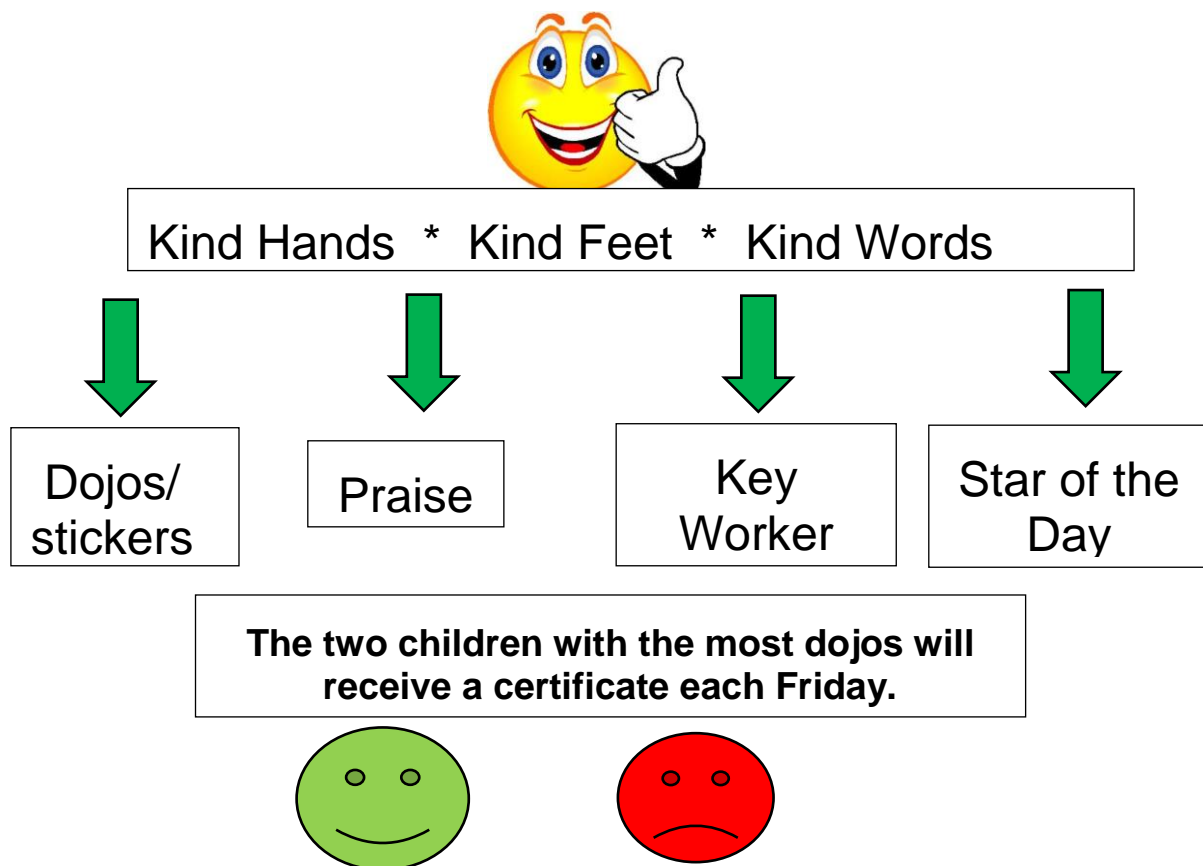 Kind Hands * Kind Feet * Kind Words
Dojos/
stickers
Praise
Key
Worker
Star of the
Day
The two children with the most dojos will
receive a certificate each Friday.